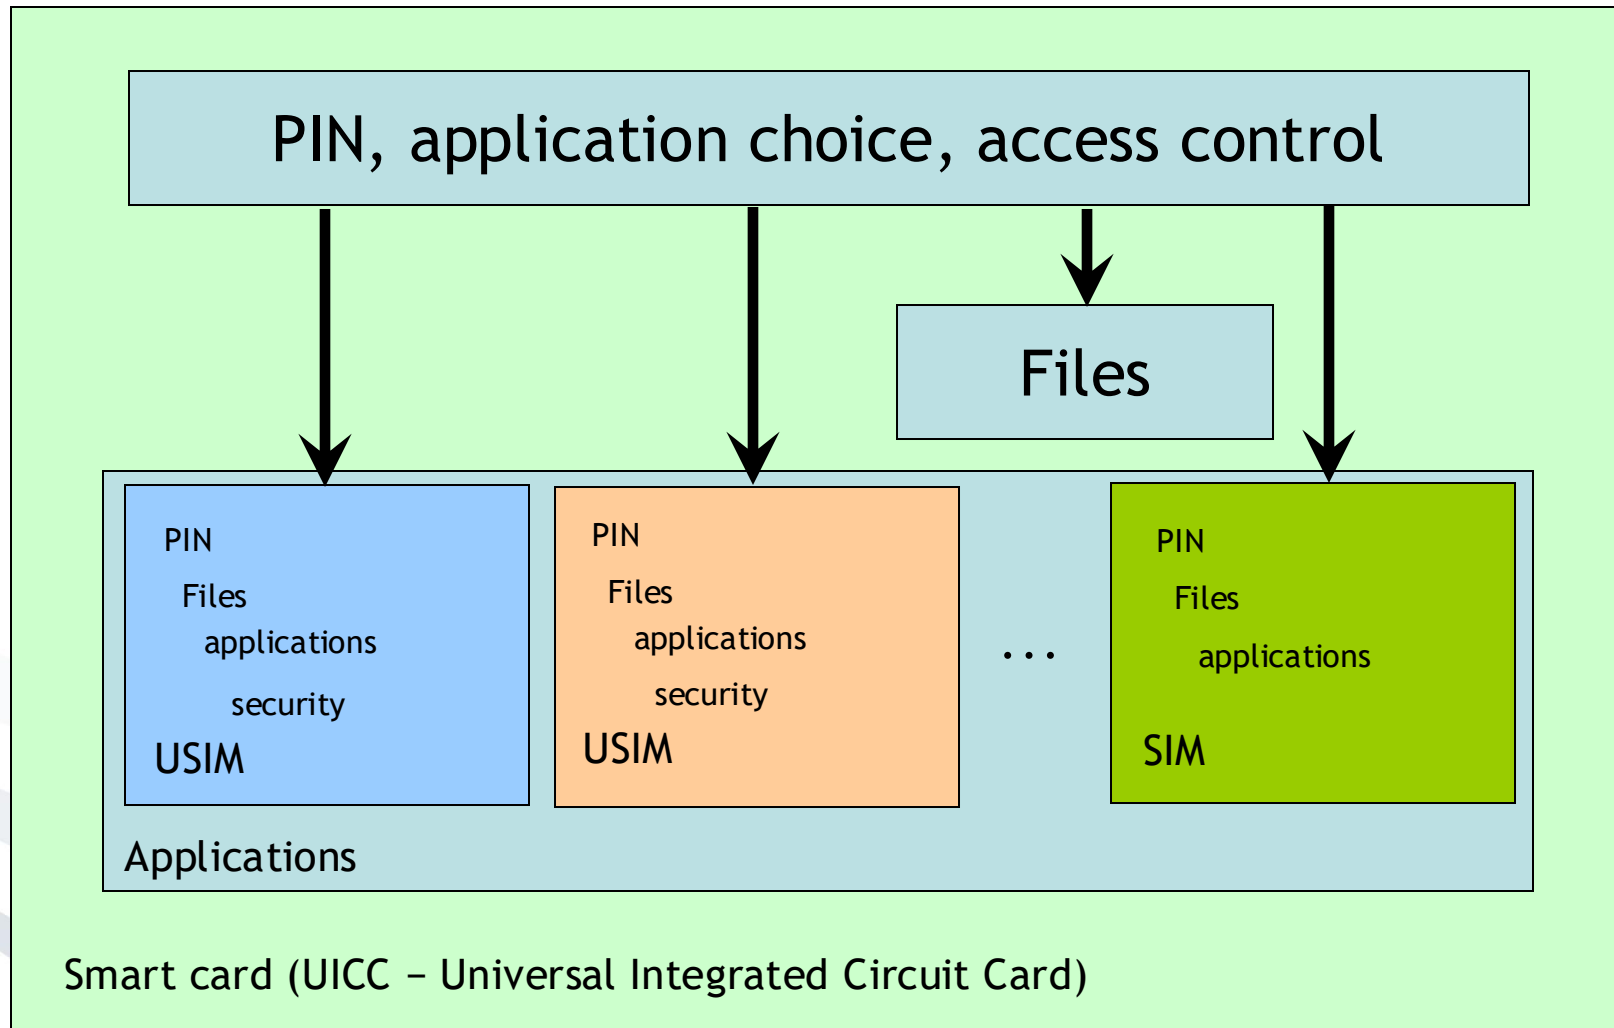 PIN, application choice, access control
Files
PIN
Files
applications
security
USIM
PIN
Files
applications
security
USIM
...
PIN
Files
applications
SIM
Applications
Smart card (UICC – Universal Integrated Circuit Card)